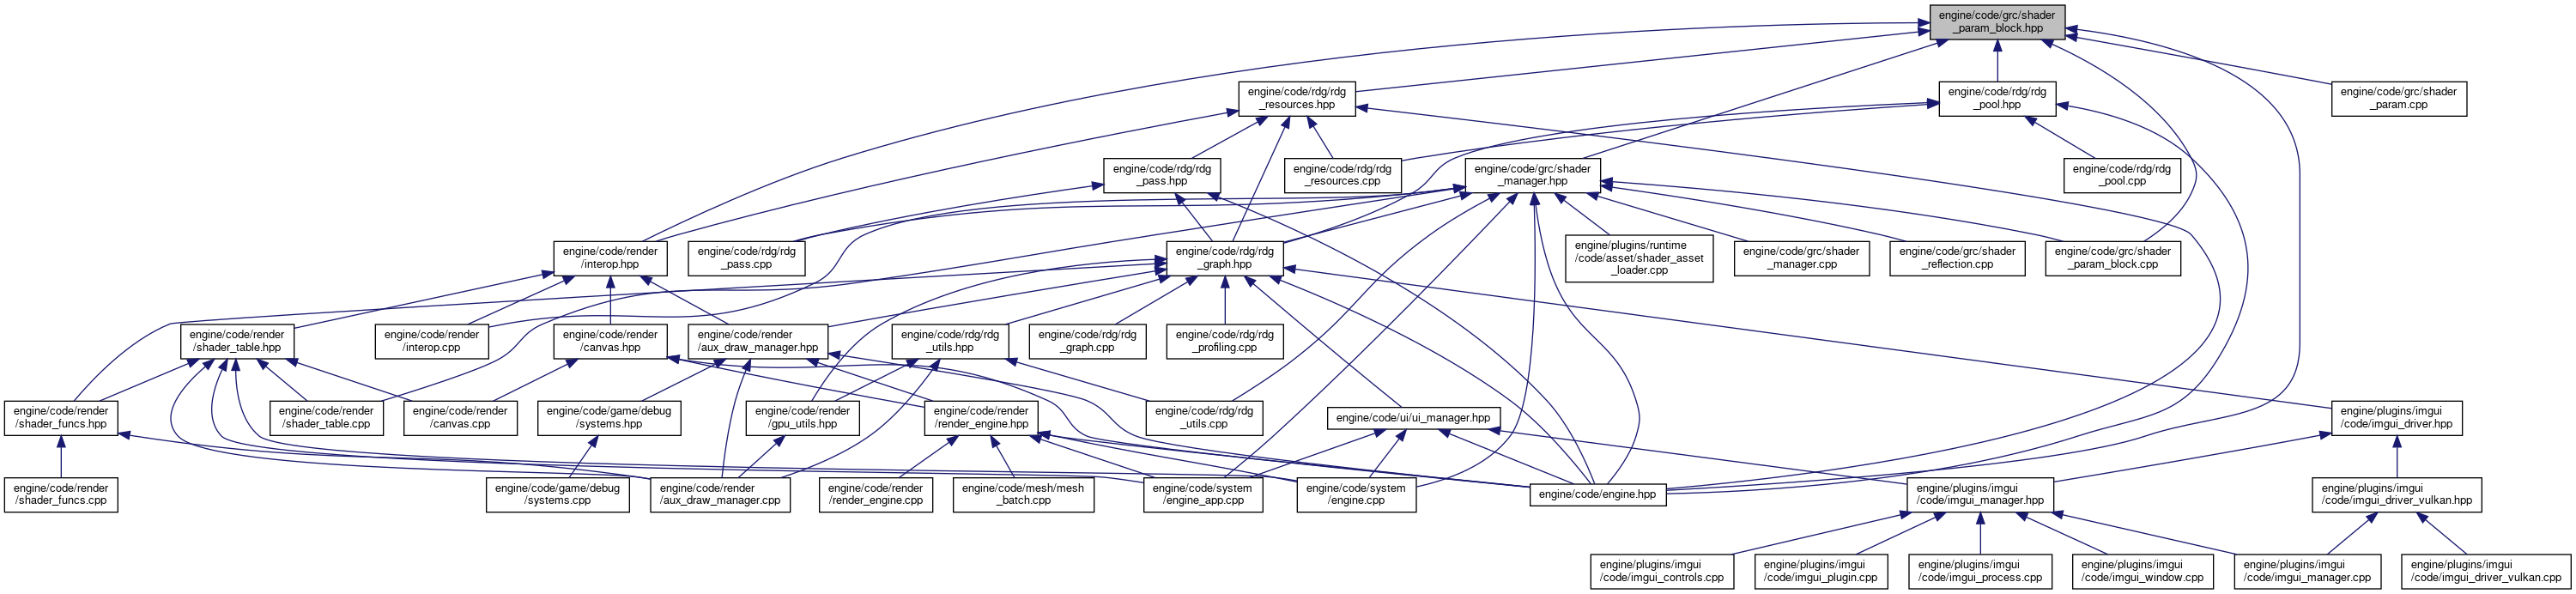 engine/code/grc/shader
_param_block.hpp
engine/code/rdg/rdg
_resources.hpp
engine/code/rdg/rdg
_pool.hpp
engine/code/grc/shader
_param.cpp
engine/code/rdg/rdg
_pass.hpp
engine/code/rdg/rdg
_resources.cpp
engine/code/grc/shader
_manager.hpp
engine/code/rdg/rdg
_pool.cpp
engine/code/render
/interop.hpp
engine/code/rdg/rdg
_pass.cpp
engine/code/rdg/rdg
_graph.hpp
engine/plugins/runtime
/code/asset/shader_asset
_loader.cpp
engine/code/grc/shader
_manager.cpp
engine/code/grc/shader
_reflection.cpp
engine/code/grc/shader
_param_block.cpp
engine/code/render
/shader_table.hpp
engine/code/render
/interop.cpp
engine/code/render
/canvas.hpp
engine/code/render
/aux_draw_manager.hpp
engine/code/rdg/rdg
_utils.hpp
engine/code/rdg/rdg
_graph.cpp
engine/code/rdg/rdg
_profiling.cpp
engine/code/render
/shader_funcs.hpp
engine/code/render
/shader_table.cpp
engine/code/render
/canvas.cpp
engine/code/game/debug
/systems.hpp
engine/code/render
/gpu_utils.hpp
engine/code/render
/render_engine.hpp
engine/code/rdg/rdg
_utils.cpp
engine/code/ui/ui_manager.hpp
engine/plugins/imgui
/code/imgui_driver.hpp
engine/code/render
/shader_funcs.cpp
engine/code/game/debug
/systems.cpp
engine/code/render
/aux_draw_manager.cpp
engine/code/render
/render_engine.cpp
engine/code/mesh/mesh
_batch.cpp
engine/code/system
/engine_app.cpp
engine/code/system
/engine.cpp
engine/code/engine.hpp
engine/plugins/imgui
/code/imgui_manager.hpp
engine/plugins/imgui
/code/imgui_driver_vulkan.hpp
engine/plugins/imgui
/code/imgui_controls.cpp
engine/plugins/imgui
/code/imgui_plugin.cpp
engine/plugins/imgui
/code/imgui_process.cpp
engine/plugins/imgui
/code/imgui_window.cpp
engine/plugins/imgui
/code/imgui_manager.cpp
engine/plugins/imgui
/code/imgui_driver_vulkan.cpp